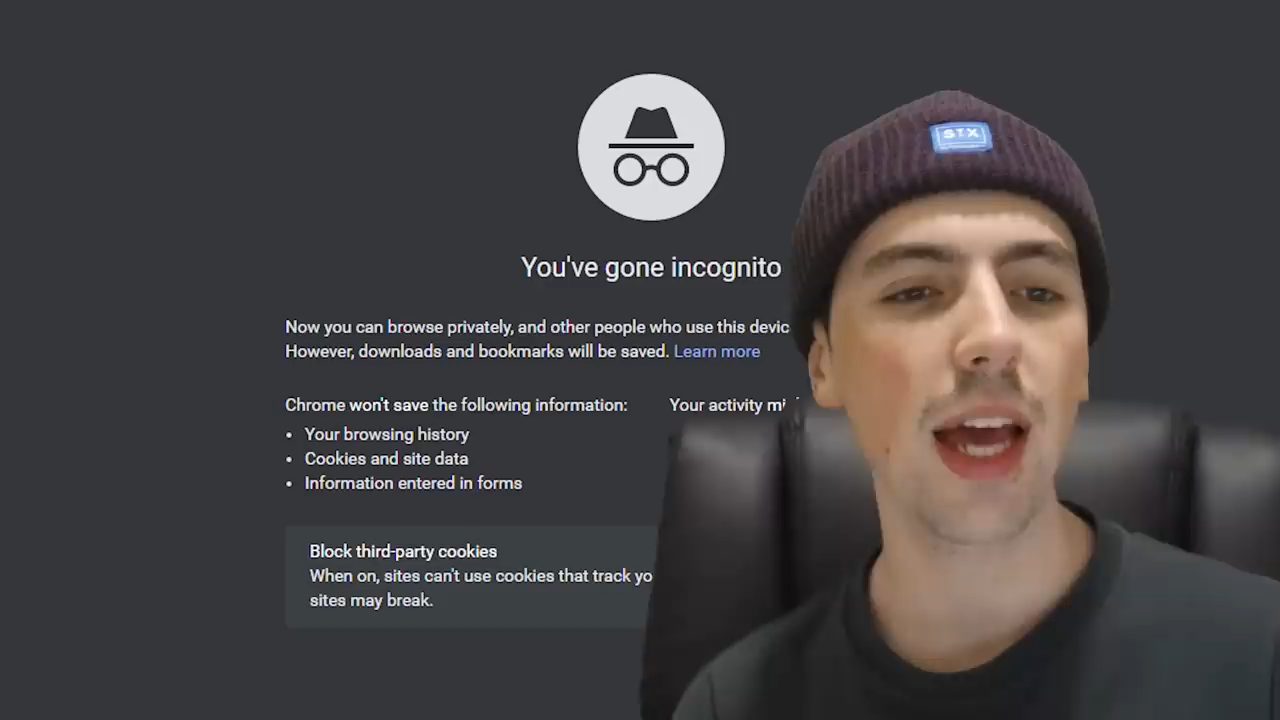 STX
You've gone incognito
Now you can browse privately, and other people who use this devic
However, downloads and bookmarks will be saved. Learn more
Chrome won't save the following information:
Your activity mi
• Your browsing history
• Cookies and site data
• Information entered in forms
Block third-party cookies
When on, sites can't use cookies that track yo
sites may break.